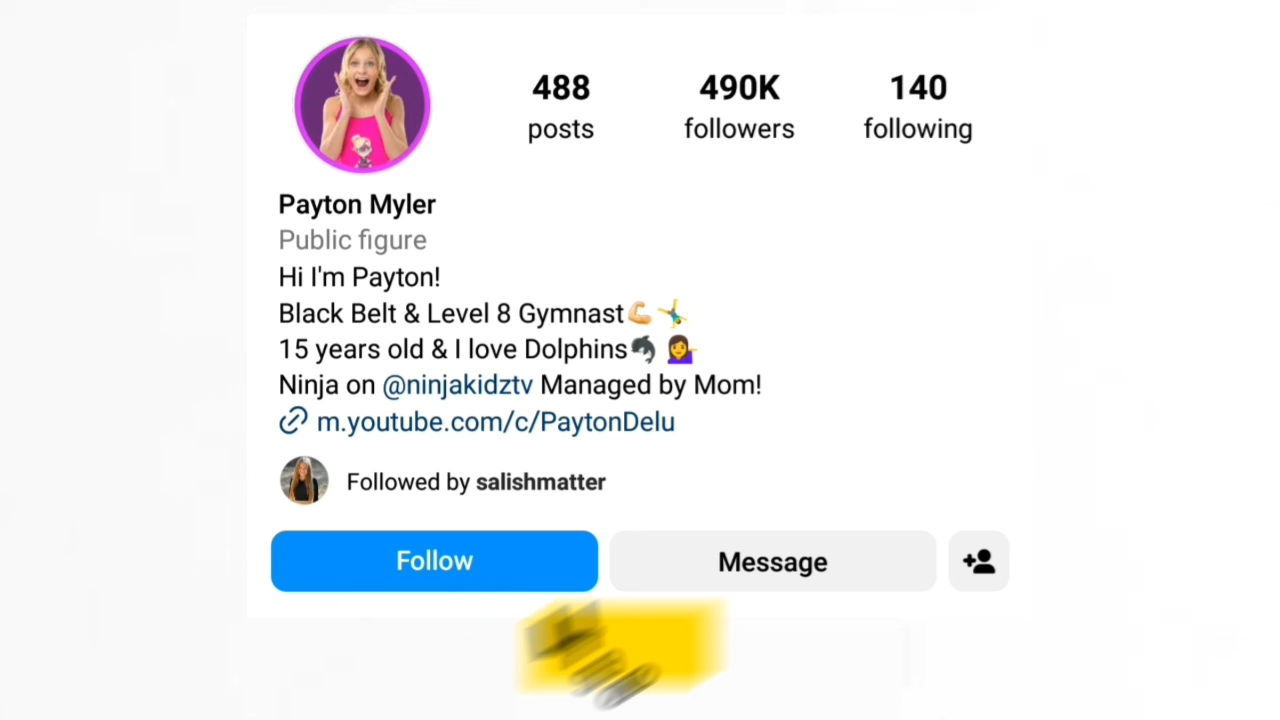 488 490K 140
posts followers following
Payton Myler
Public figure
Hi I'm Payton!
Black Belt & Level 8 Gymnast💪🏼🤸‍♂️
15 years old & I love Dolphins🐬💁‍♀️
Ninja on @ninjakidztv Managed by Mom!
m.youtube.com/c/PaytonDelu
Followed by salishmatter
Follow Message